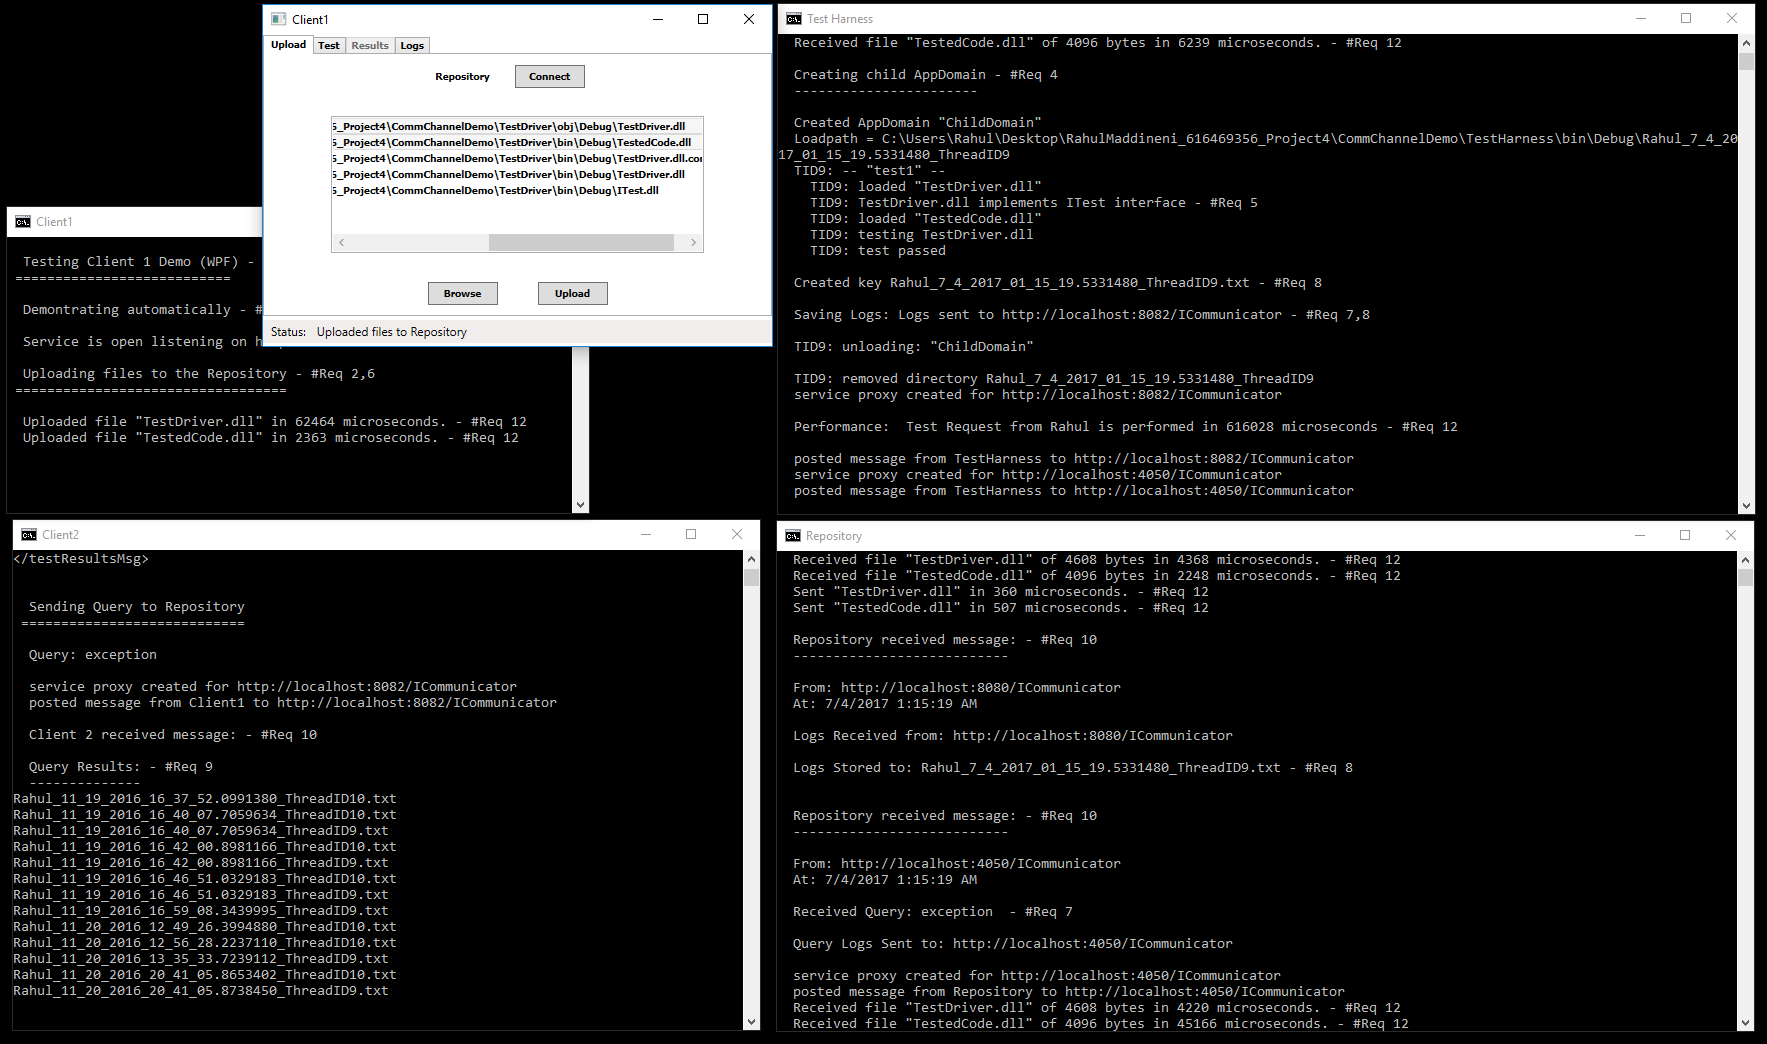 Client1
Upload Test Results Logs
Repository Connect
5_Project4\CommChannelDemo\TestDriver\obj\Debug\TestDriver.dll
5_Project4\CommChannelDemo\TestDriver\bin\Debug\TestedCode.dll
5_Project4\CommChannelDemo\TestDriver\bin\Debug\TestDriver.dll.co
5_Project4\CommChannelDemo\TestDriver\bin\Debug\TestDriver.dll
5_Project4\CommChannelDemo\TestDriver\bin\Debug\ITest.dll
Browse Upload
Status: Uploaded files to Repository
Client1
Testing Client 1 Demo (WPF) -
===========================
Demontrating automatically - #
Service is open listening on
Uploading files to the Repository - #Req 2,6
==================================
Uploaded file "TestDriver.dll" in 62464 microseconds. - #Req 12
Uploaded file "TestedCode.dll" in 2363 microseconds. - #Req 12
Test Harness
Received file "TestedCode.dll" of 4096 bytes in 6239 microseconds. - #Req 12
Creating child AppDomain - #Req 4
-----------------------
Created AppDomain "ChildDomain"
Loadpath = C:\Users\Rahul\Desktop\RahulMaddineni_616469356_Project4\CommChannelDemo\TestHarness\bin\Debug\Rahul_7_4_20
17_01_15_19.5331480_ThreadID9
TID9: -- "test1" --
TID9: loaded "TestDriver.dll"
TID9: TestDriver.dll implements ITest interface - #Req 5
TID9: loaded "TestedCode.dll"
TID9: testing TestDriver.dll
TID9: test passed
Created key Rahul_7_4_2017_01_15_19.5331480_ThreadID9.txt - #Req 8
Saving Logs: Logs sent to http://localhost:8082/ICommunicator - #Req 7,8
TID9: unloading: "ChildDomain"
TID9: removed directory Rahul_7_4_2017_01_15_19.5331480_ThreadID9
service proxy created for http://localhost:8082/ICommunicator
Performance:  Test Request from Rahul is performed in 616028 microseconds - #Req 12
posted message from TestHarness to http://localhost:8082/ICommunicator
service proxy created for http://localhost:4050/ICommunicator
posted message from TestHarness to http://localhost:4050/ICommunicator
Client2
</testResultsMsg>
Sending Query to Repository
============================
Query: exception
service proxy created for http://localhost:8082/ICommunicator
posted message from Client1 to http://localhost:8082/ICommunicator
Client 2 received message: - #Req 10
Query Results: - #Req 9
--------------
Rahul_11_19_2016_16_37_52.0991380_ThreadID10.txt
Rahul_11_19_2016_16_40_07.7059634_ThreadID10.txt
Rahul_11_19_2016_16_40_07.7059634_ThreadID9.txt
Rahul_11_19_2016_16_42_00.8981166_ThreadID10.txt
Rahul_11_19_2016_16_42_00.8981166_ThreadID9.txt
Rahul_11_19_2016_16_46_51.0329183_ThreadID10.txt
Rahul_11_19_2016_16_46_51.0329183_ThreadID9.txt
Rahul_11_19_2016_16_59_08.3439995_ThreadID9.txt
Rahul_11_20_2016_12_49_26.3994880_ThreadID10.txt
Rahul_11_20_2016_12_56_28.2237110_ThreadID10.txt
Rahul_11_20_2016_13_35_33.7239112_ThreadID9.txt
Rahul_11_20_2016_20_41_05.8653402_ThreadID10.txt
Rahul_11_20_2016_20_41_05.8738450_ThreadID9.txt
Repository
Received file "TestDriver.dll" of 4608 bytes in 4368 microseconds. - #Req 12
Received file "TestedCode.dll" of 4096 bytes in 2248 microseconds. - #Req 12
Sent "TestDriver.dll" in 360 microseconds. - #Req 12
Sent "TestedCode.dll" in 507 microseconds. - #Req 12
Repository received message: - #Req 10
---------------------------
From: http://localhost:8080/ICommunicator
At: 7/4/2017 1:15:19 AM
Logs Received from: http://localhost:8080/ICommunicator
Logs Stored to: Rahul_7_4_2017_01_15_19.5331480_ThreadID9.txt - #Req 8
Repository received message: - #Req 10
---------------------------
From: http://localhost:4050/ICommunicator
At: 7/4/2017 1:15:19 AM
Received Query: exception  - #Req 7
Query Logs Sent to: http://localhost:4050/ICommunicator
service proxy created for http://localhost:4050/ICommunicator
posted message from Repository to http://localhost:4050/ICommunicator
Received file "TestDriver.dll" of 4608 bytes in 4220 microseconds. - #Req 12
Received file "TestedCode.dll" of 4096 bytes in 45166 microseconds. - #Req 12